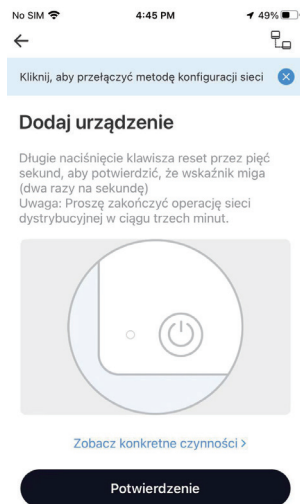 No SIM 4:45 PM 49%
Kliknij, aby przełączyć metodę konfiguracji sieci
Dodaj urządzenie
Długie naciśnięcie klawisza reset przez pięć
sekund, aby potwierdzić, że wskaźnik miga
(dwa razy na sekundę)
Uwaga: Proszę zakończyć operację sieci
dystrybucyjnej w ciągu trzech minut.
Zobacz konkretne czynności >
Potwierdzenie